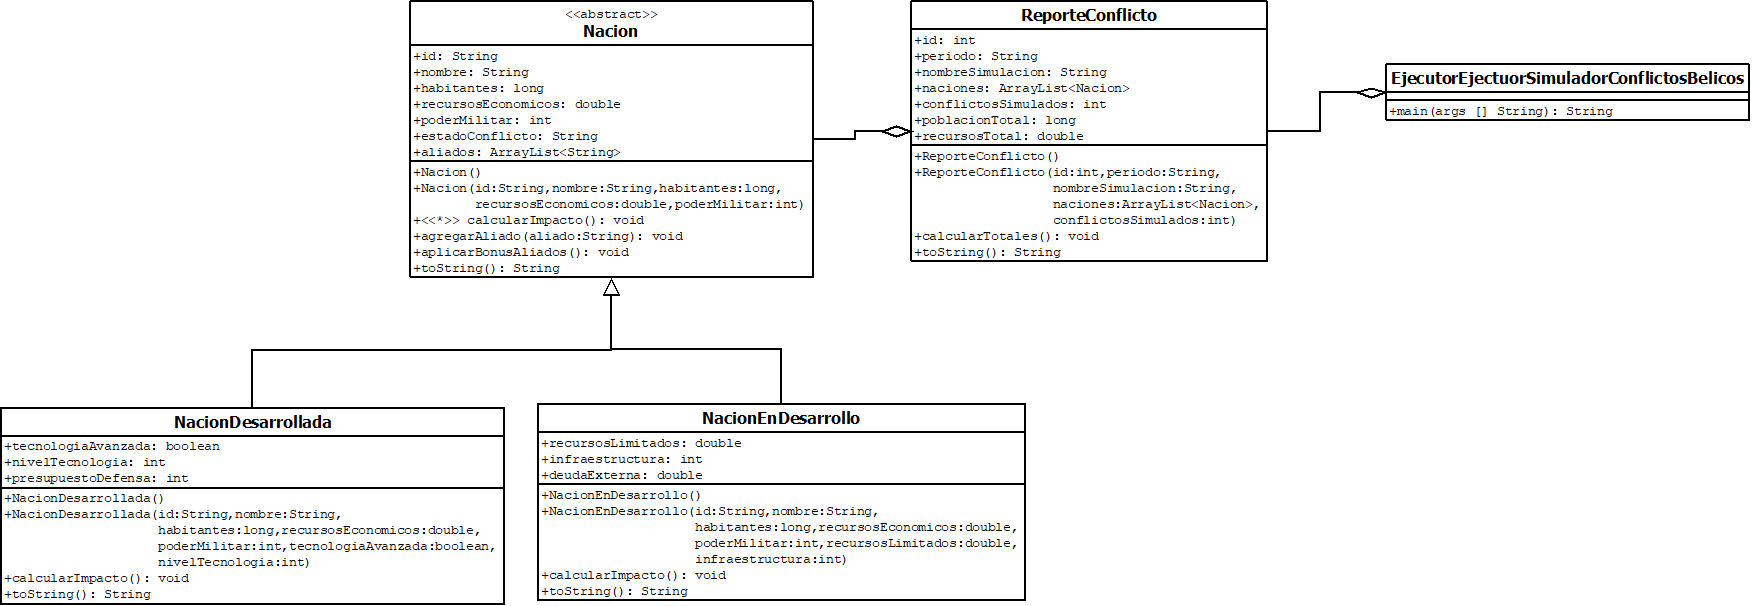 <<abstract>>
Nacion
+id: String
+nombre: String
+habitantes: long
+recursosEconomicos: double
+poderMilitar: int
+estadoConflicto: String
+aliados: ArrayList<String>
+Nacion()
+Nacion(id:String,nombre:String,habitantes:long,
recursosEconomicos:double,poderMilitar:int)
+<<*>> calcularImpacto(): void
+agregarAliado(aliado:String): void
+aplicarBonusAliados(): void
+toString(): String
ReporteConflicto
+id: int
+periodo: String
+nombreSimulacion: String
+naciones: ArrayList<Nacion>
+conflictosSimulados: int
+poblacionTotal: long
+recursosTotal: double
+ReporteConflicto()
+ReporteConflicto(id:int,periodo:String,
nombreSimulacion:String,
naciones:ArrayList<Nacion>,
conflictosSimulados:int)
+calcularTotales(): void
+toString(): String
EjecutorEjectuorSimuladorConflictosBelicos
+main(args [] String): String
NacionDesarrollada
+tecnologiaAvanzada: boolean
+nivelTecnologia: int
+presupuestoDefensa: int
+NacionDesarrollada()
+NacionDesarrollada(id:String,nombre:String,
habitantes:long,recursosEconomicos:double,
poderMilitar:int,tecnologiaAvanzada:boolean,
nivelTecnologia:int)
+calcularImpacto(): void
+toString(): String
NacionEnDesarrollo
+recursosLimitados: double
+infraestructura: int
+deudaExterna: double
+NacionEnDesarrollo()
+NacionEnDesarrollo(id:String,nombre:String,
habitantes:long,recursosEconomicos:double,
poderMilitar:int,recursosLimitados:double,
infraestructura:int)
+calcularImpacto(): void
+toString(): String